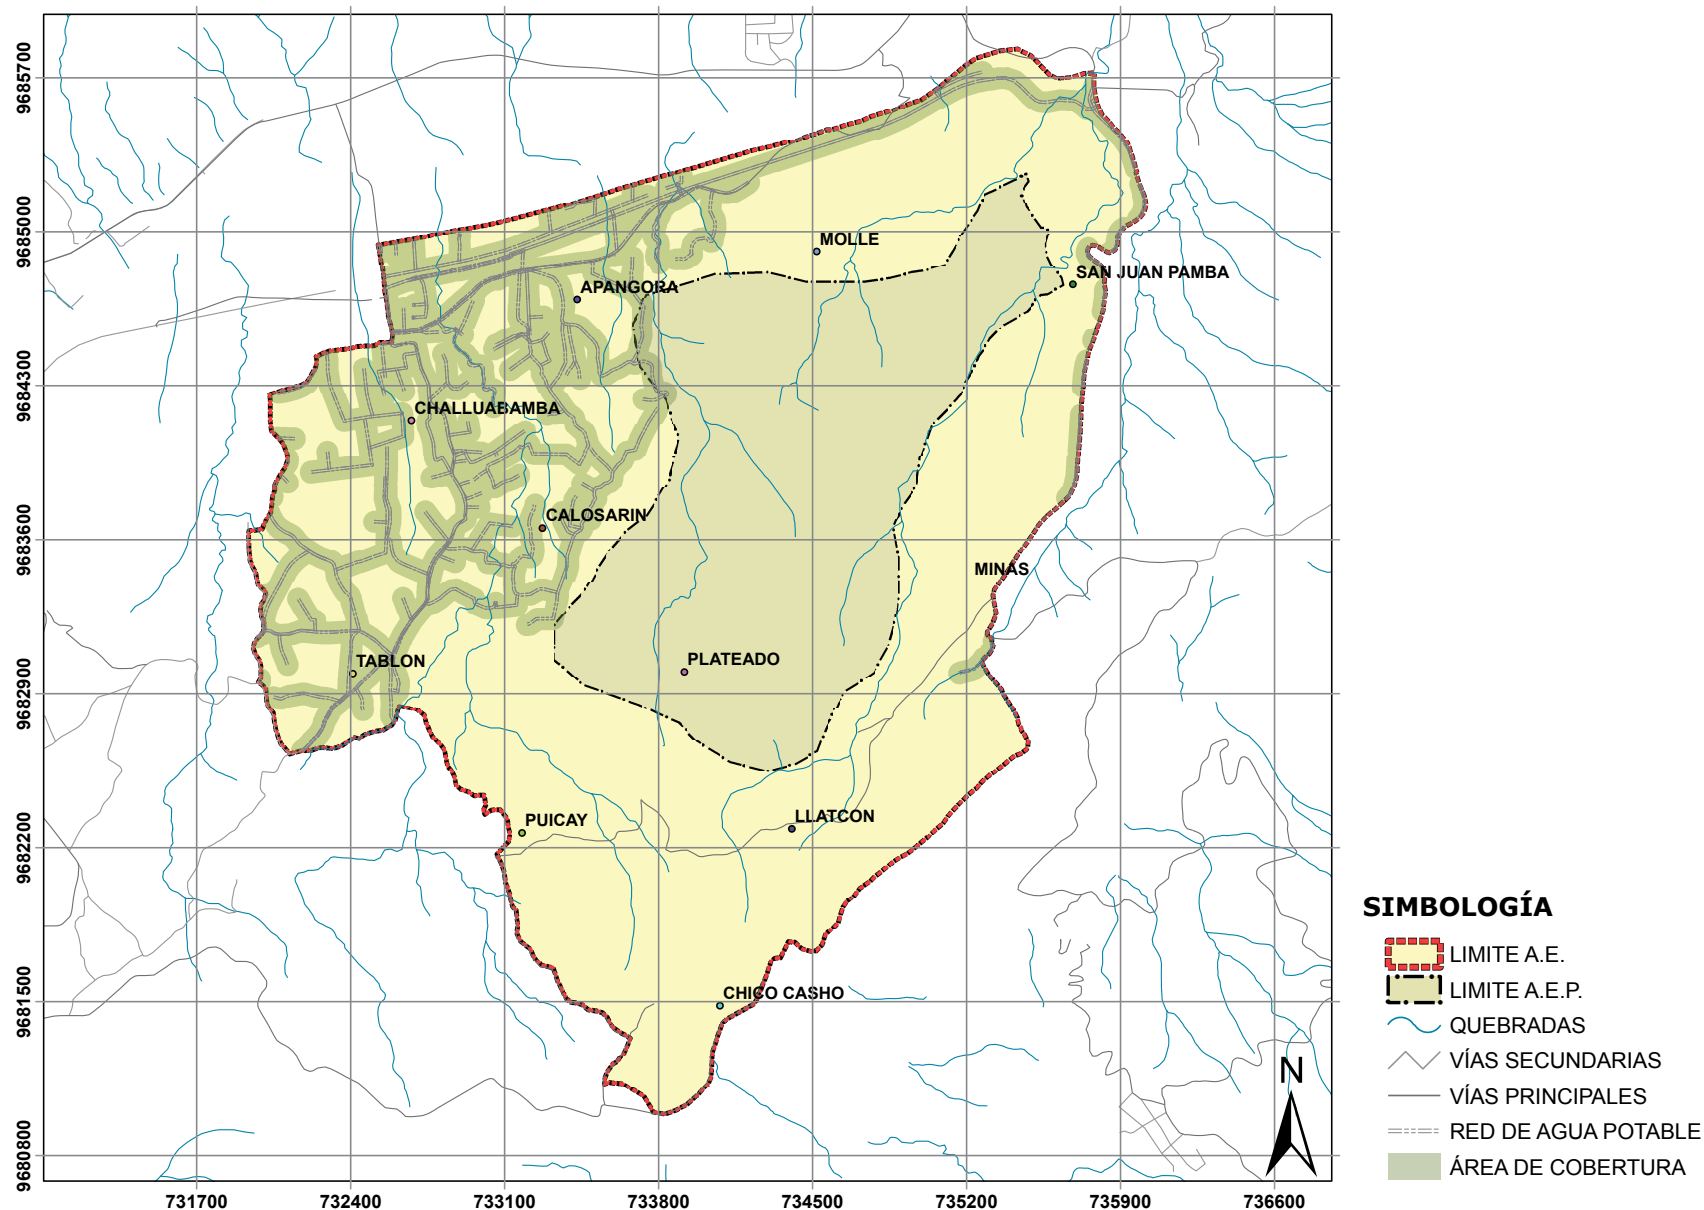 9685700
9685000
9684300
9683600
9682900
9682200
9681500
9680800
MOLLE
SAN JUAN PAMBA
APANGORA
CHALLUABAMBA
CALOSARIN
MINAS
TABLON
PLATEADO
PUICAY
LLATCON
CHICO CASHO
731700
732400
733100
733800
734500
735200
735900
736600
SIMBOLOGÍA
LIMITE A.E.
LIMITE A.E.P.
QUEBRADAS
VÍAS SECUNDARIAS
VÍAS PRINCIPALES
RED DE AGUA POTABLE
ÁREA DE COBERTURA
N